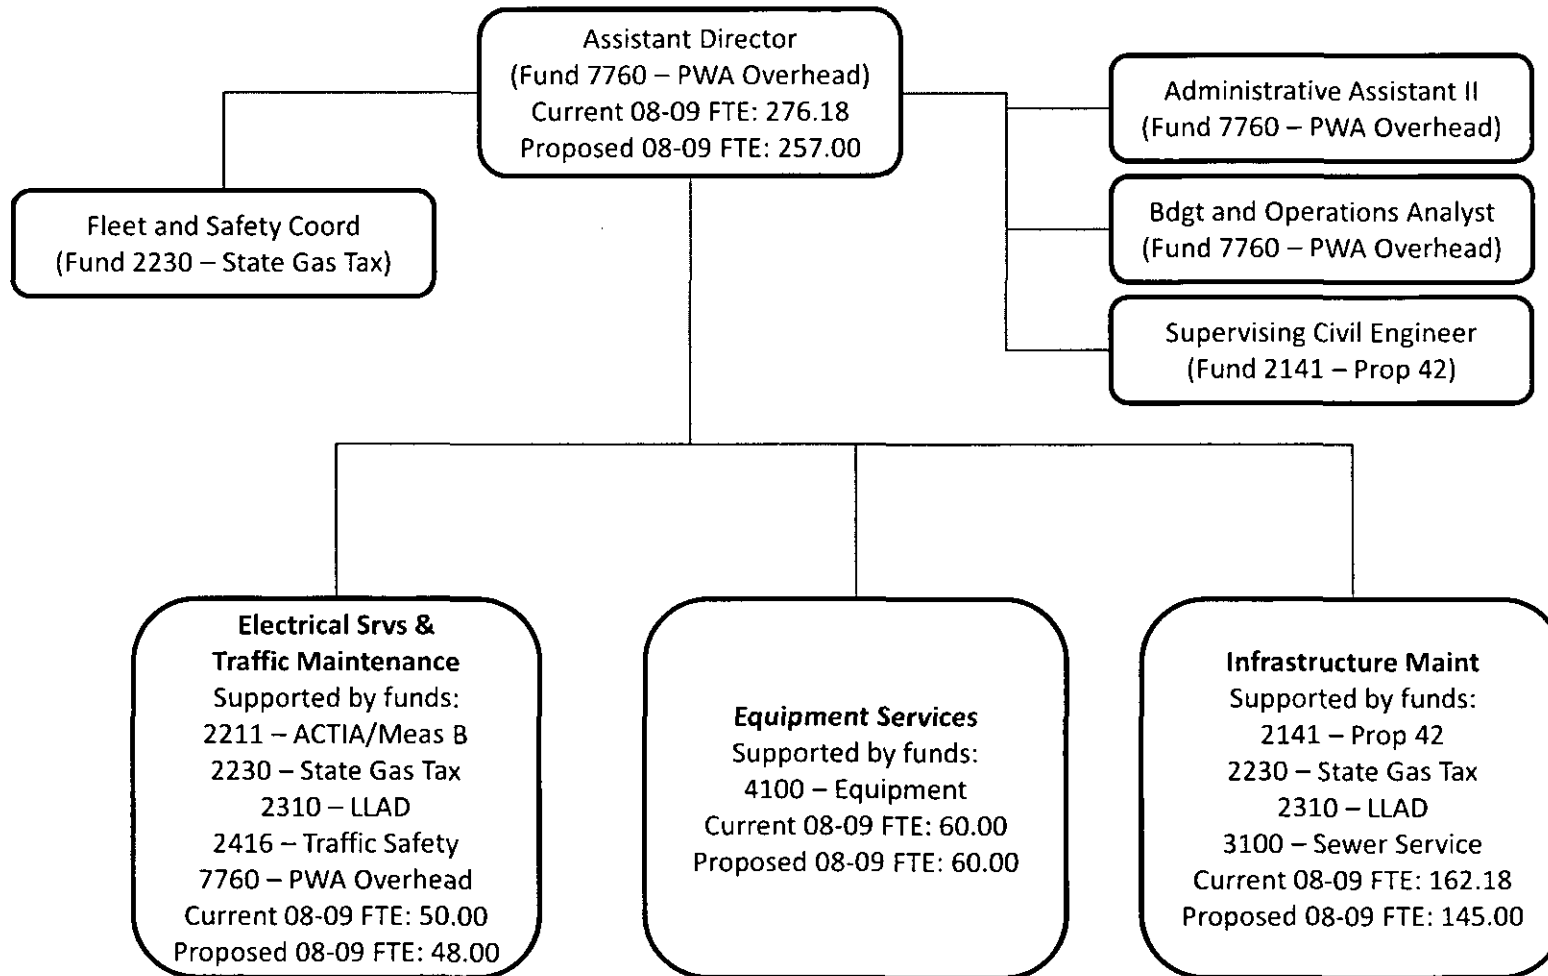 Assistant Director
(Fund 7760 – PWA Overhead)
Current 08-09 FTE: 276.18
Proposed 08-09 FTE: 257.00
Fleet and Safety Coord
(Fund 2230 – State Gas Tax)
Administrative Assistant II
(Fund 7760 – PWA Overhead)
Bdgt and Operations Analyst
(Fund 7760 – PWA Overhead)
Supervising Civil Engineer
(Fund 2141 – Prop 42)
Electrical Srvs &
Traffic Maintenance
Supported by funds:
2211 – ACTIA/Meas B
2230 – State Gas Tax
2310 – LLAD
2416 – Traffic Safety
7760 – PWA Overhead
Current 08-09 FTE: 50.00
Proposed 08-09 FTE: 48.00
Equipment Services
Supported by funds:
4100 – Equipment
Current 08-09 FTE: 60.00
Proposed 08-09 FTE: 60.00
Infrastructure Maint
Supported by funds:
2141 – Prop 42
2230 – State Gas Tax
2310 – LLAD
3100 – Sewer Service
Current 08-09 FTE: 162.18
Proposed 08-09 FTE: 145.00